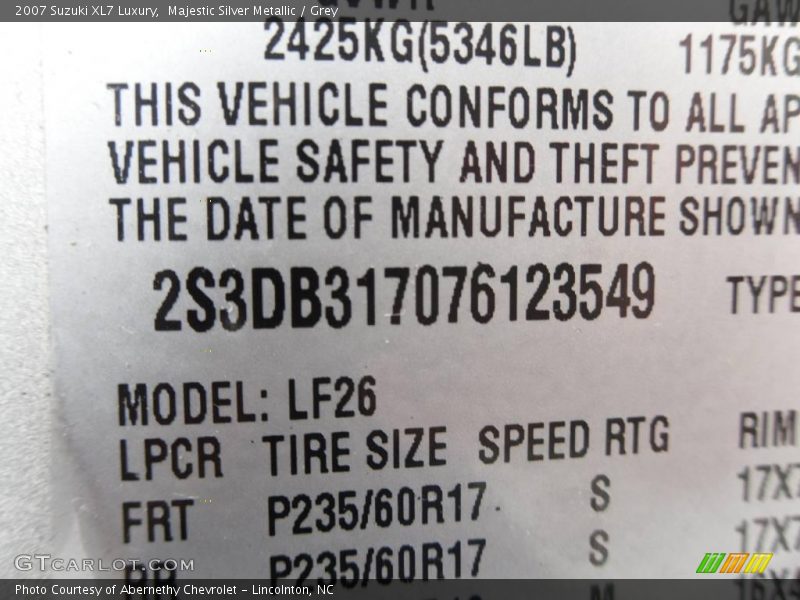 2007 Suzuki XL7 Luxury, Majestic Silver Metallic / Grey
2425KG(5346LB) 1175KG
THIS VEHICLE CONFORMS TO ALL AP
VEHICLE SAFETY AND THEFT PREVEN
THE DATE OF MANUFACTURE SHOWN
2S3DB317076123549 TYPE
MODEL: LF26
LPCR TIRE SIZE SPEED RTG RIM
FRT P235/60R17 S 17X7
RR P235/60R17 S 17X7
GTCARLOT.COM
Photo Courtesy of Abernethy Chevrolet - Lincolnton, NC